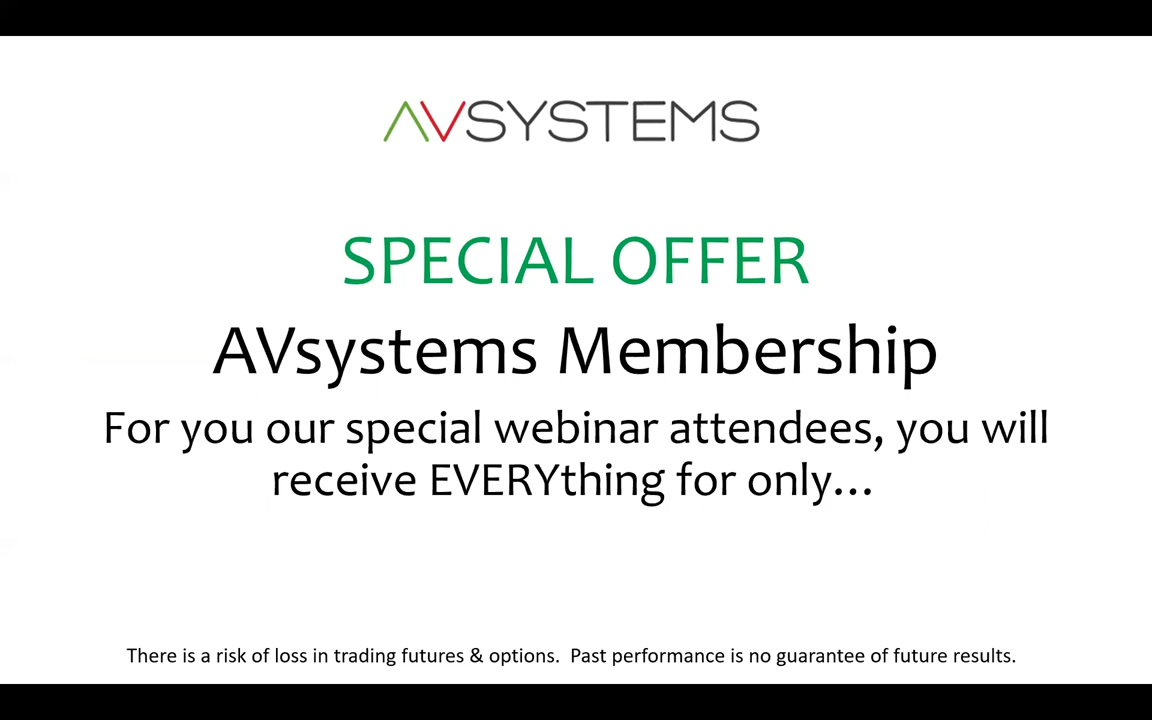 AVSYSTEMS
SPECIAL OFFER
AVsystems Membership
For you our special webinar attendees, you will
receive EVERYthing for only...
There is a risk of loss in trading futures & options.  Past performance is no guarantee of future results.